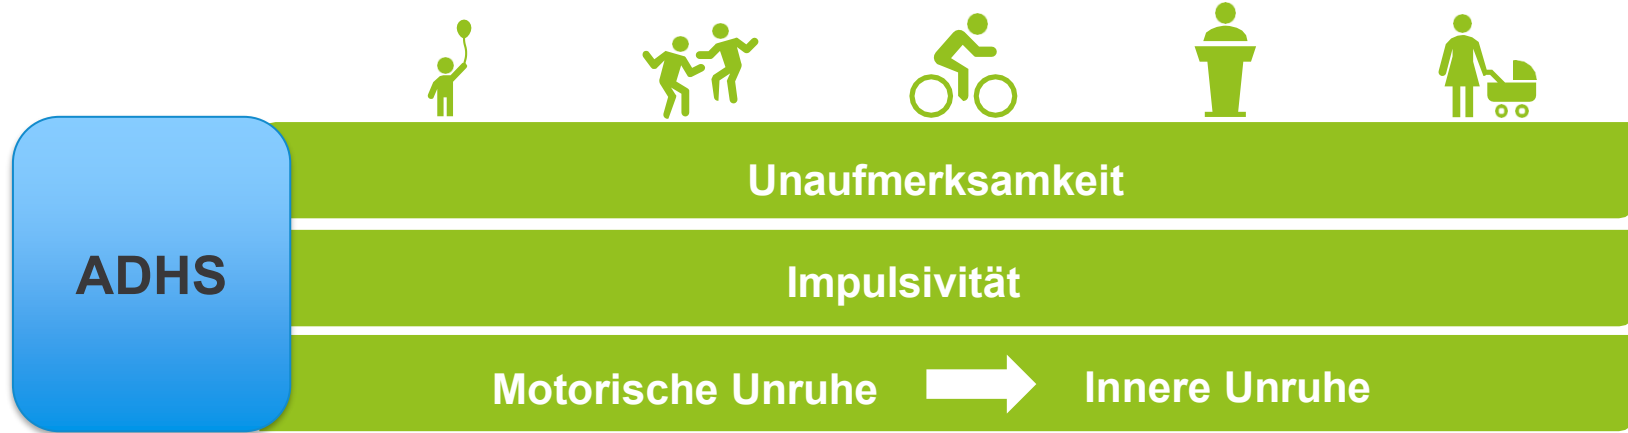 Unaufmerksamkeit
ADHS
Impulsivität
Motorische Unruhe
Innere Unruhe